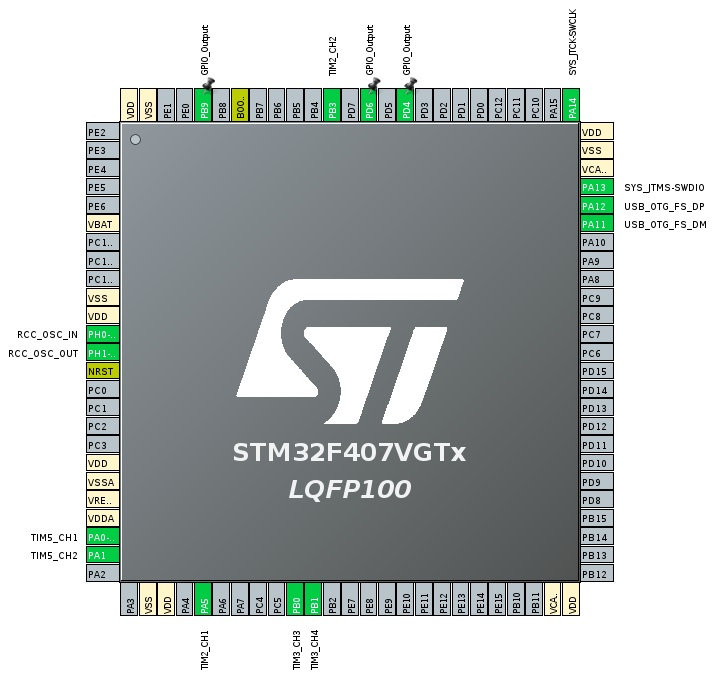 GPIO_Output
TIM2_CH2
GPIO_Output
GPIO_Output
SYS_JTCK-SWCLK
VDD
VSS
PE1
PE0
PB9
PB8
BOO..
PB7
PB6
PB5
PB4
PB3
PD7
PD6
PD5
PD4
PD3
PD2
PD1
PD0
PC12
PC11
PC10
PA15
PA14
PE2
PE3
PE4
PE5
PE6
VBAT
PC1..
PC1..
PC1..
VSS
VDD
RCC_OSC_IN PH0-..
RCC_OSC_OUT PH1-..
NRST
PC0
PC1
PC2
PC3
VDD
VSSA
VRE..
VDDA
TIM5_CH1 PA0-..
TIM5_CH2 PA1
PA2
ST
STM32F407VGTx
LQFP100
VDD
VSS
VCA..
PA13 SYS_JTMS-SWDIO
PA12 USB_OTG_FS_DP
PA11 USB_OTG_FS_DM
PA10
PA9
PA8
PC9
PC8
PC7
PC6
PD15
PD14
PD13
PD12
PD11
PD10
PD9
PD8
PB15
PB14
PB13
PB12
PA3
VSS
VDD
PA4
PA5
PA6
PA7
PC4
PC5
PB0
PB1
PB2
PE7
PE8
PE9
PE10
PE11
PE12
PE13
PE14
PE15
PB10
PB11
VCA..
VDD
TIM2_CH1
TIM3_CH3
TIM3_CH4